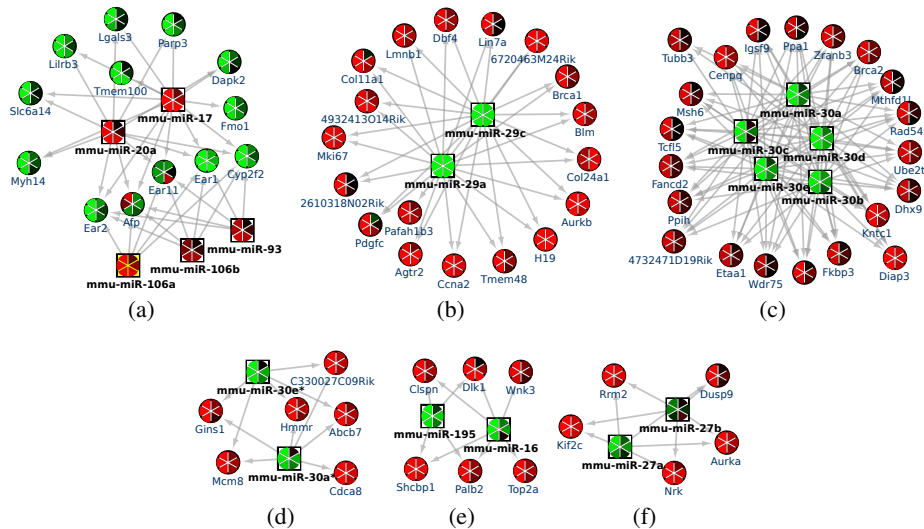 Lgals3
Parp3
Lilrb3
Dapk2
Tmem100
Slc6a14
mmu-miR-17
Fmo1
mmu-miR-20a
Myh14
Ear11
Ear1
Cyp2f2
Ear2
Afp
mmu-miR-93
mmu-miR-106b
mmu-miR-106a
(a)
Dbf4
Lin7a
Lmnb1
6720463M24Rik
Col11a1
Brca1
4932413O14Rik
mmu-miR-29c
Blm
Mki67
mmu-miR-29a
Col24a1
2610318N02Rik
Pafah1b3
Aurkb
Pdgfc
H19
Agtr2
Tmem48
Ccna2
(b)
Igsf9
Ppa1
Tubb3
Zranb3
Cenpq
Brca2
Mthfd1l
mmu-miR-30a
Msh6
Rad54l
mmu-miR-30c
mmu-miR-30d
Tcfl5
Ube2t
Fancd2
mmu-miR-30e
mmu-miR-30b
Dhx9
Ppih
Kntc1
4732471D19Rik
Etaa1
Wdr75
Fkbp3
Diap3
(c)
C330027C09Rik
mmu-miR-30e*
Gins1
Hmmr
Abcb7
Mcm8
mmu-miR-30a*
Cdca8
(d)
Clspn
Dlk1
Wnk3
mmu-miR-195
mmu-miR-16
Shcbp1
Palb2
Top2a
(e)
Rrm2
Dusp9
mmu-miR-27b
Kif2c
mmu-miR-27a
Aurka
Nrk
(f)